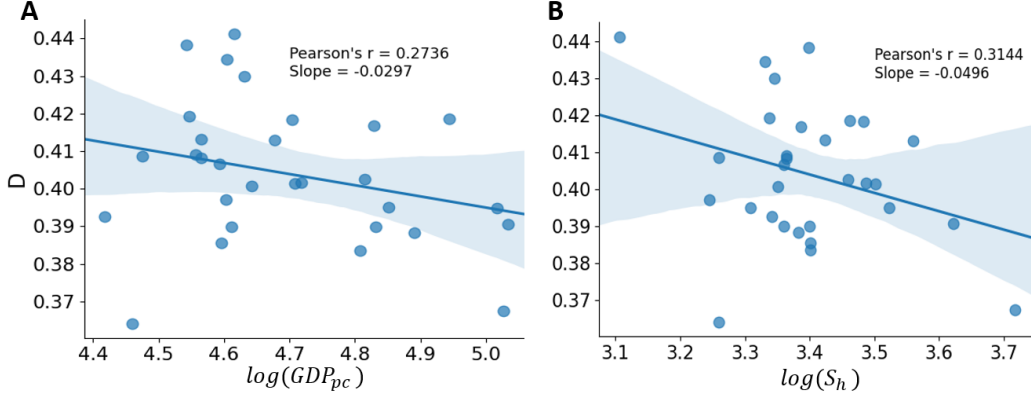 A
Pearson's r = 0.2736
Slope = -0.0297
D
0.44
0.43
0.42
0.41
0.40
0.39
0.38
0.37
4.4 4.5 4.6 4.7 4.8 4.9 5.0
log(GDP_pc)
B
Pearson's r = 0.3144
Slope = -0.0496
0.44
0.43
0.42
0.41
0.40
0.39
0.38
0.37
3.1 3.2 3.3 3.4 3.5 3.6 3.7
log(S_h)